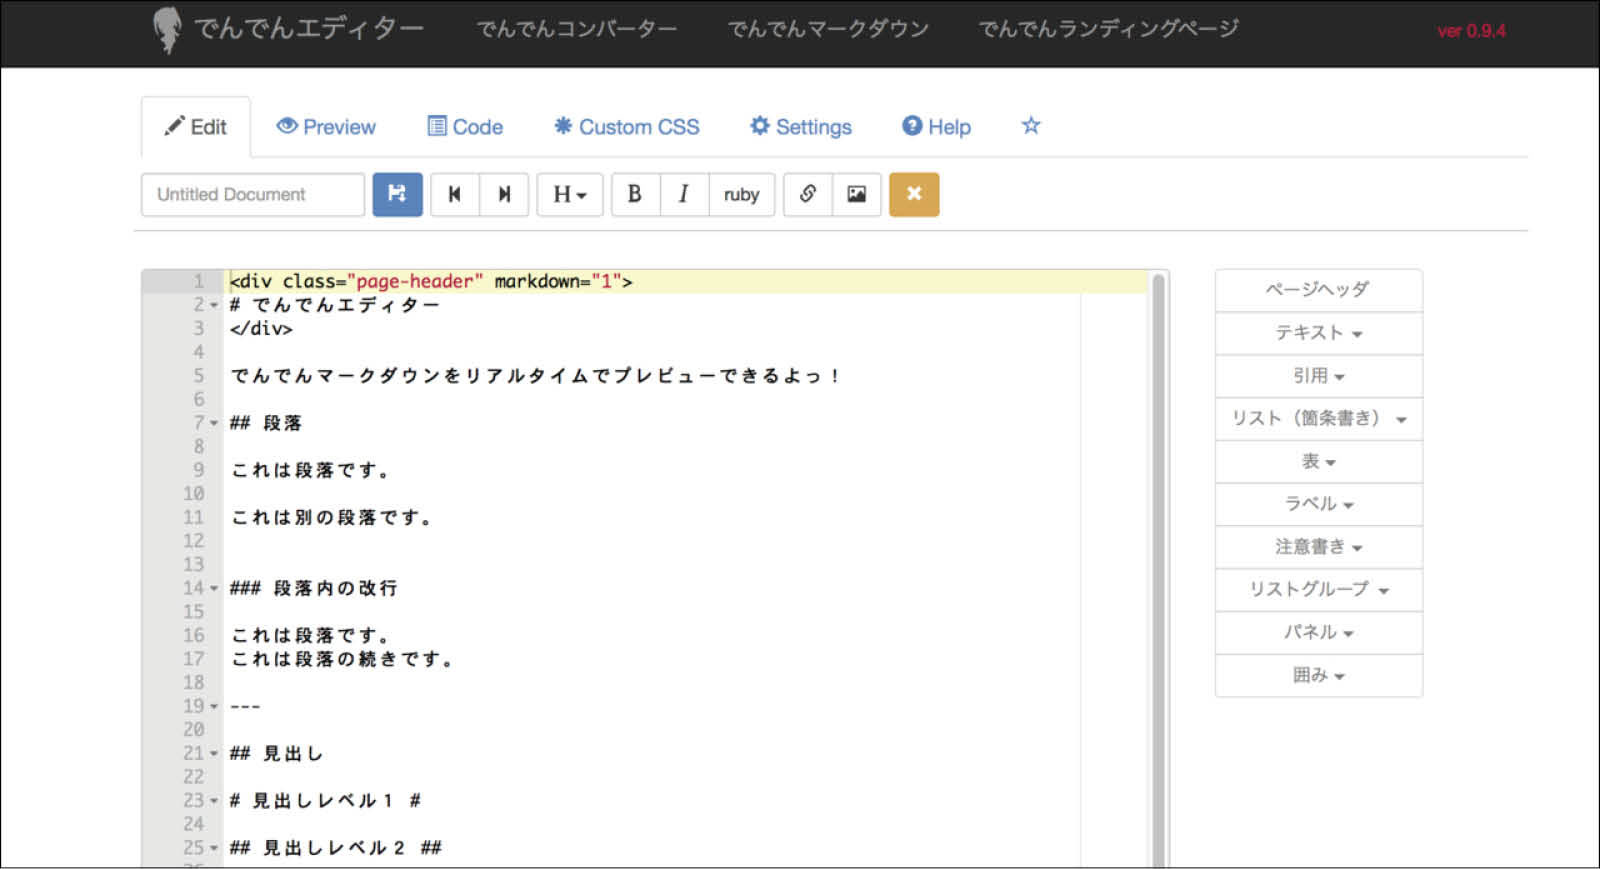 でんでんエディター でんでんコンバーター でんでんマークダウン でんでんランディングページ ver 0.9.4
Edit Preview Code Custom CSS Settings Help
Untitled Document H B I ruby
1 <div class="page-header" markdown="1">
2 # でんでんエディター
3 </div>
4
5 でんでんマークダウンをリアルタイムでプレビューできるよっ！
6
7 ## 段落
8
9 これは段落です。
10
11 これは別の段落です。
12
13
14 ### 段落内の改行
15
16 これは段落です。
17 これは段落の続きです。
18
19 ---
20
21 ## 見出し
22
23 # 見出しレベル１ #
24
25 ## 見出しレベル２ ##
ページヘッダ
テキスト
引用
リスト（箇条書き）
表
ラベル
注意書き
リストグループ
パネル
囲み